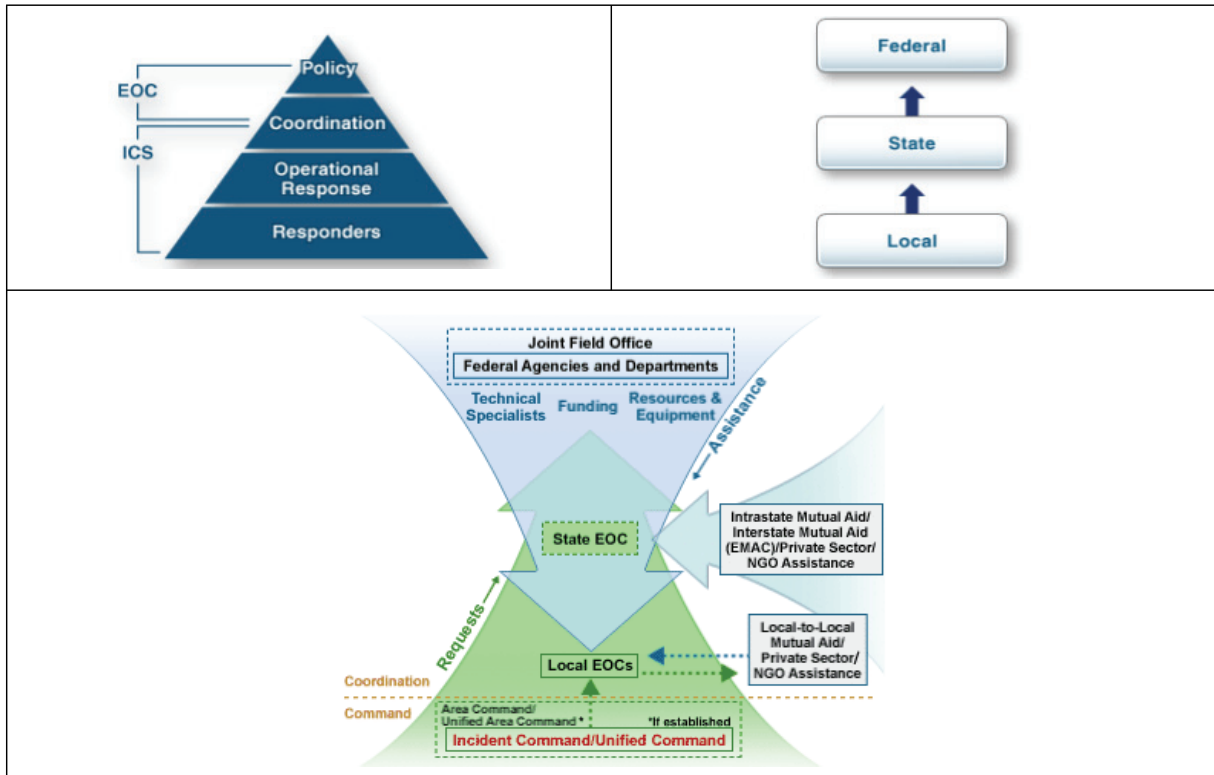 Policy
EOC
Coordination
ICS
Operational
Response
Responders
Federal
State
Local
Joint Field Office
Federal Agencies and Departments
Technical
Specialists
Funding
Resources &
Equipment
Assistance
State EOC
Intrastate Mutual Aid/
Interstate Mutual Aid
(EMAC)/Private Sector/
NGO Assistance
Requests
Local EOCs
Local-to-Local
Mutual Aid/
Private Sector/
NGO Assistance
Coordination
Command
Area Command/
Unified Area Command *
*If established
Incident Command/Unified Command